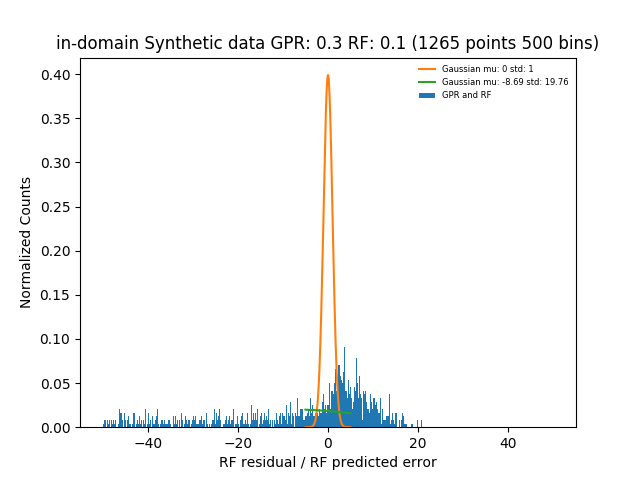 in-domain Synthetic data GPR: 0.3 RF: 0.1 (1265 points 500 bins)
Gaussian mu: 0 std: 1
Gaussian mu: -8.69 std: 19.76
GPR and RF
Normalized Counts
0.40
0.35
0.30
0.25
0.20
0.15
0.10
0.05
0.00
−40 −20 0 20 40
RF residual / RF predicted error